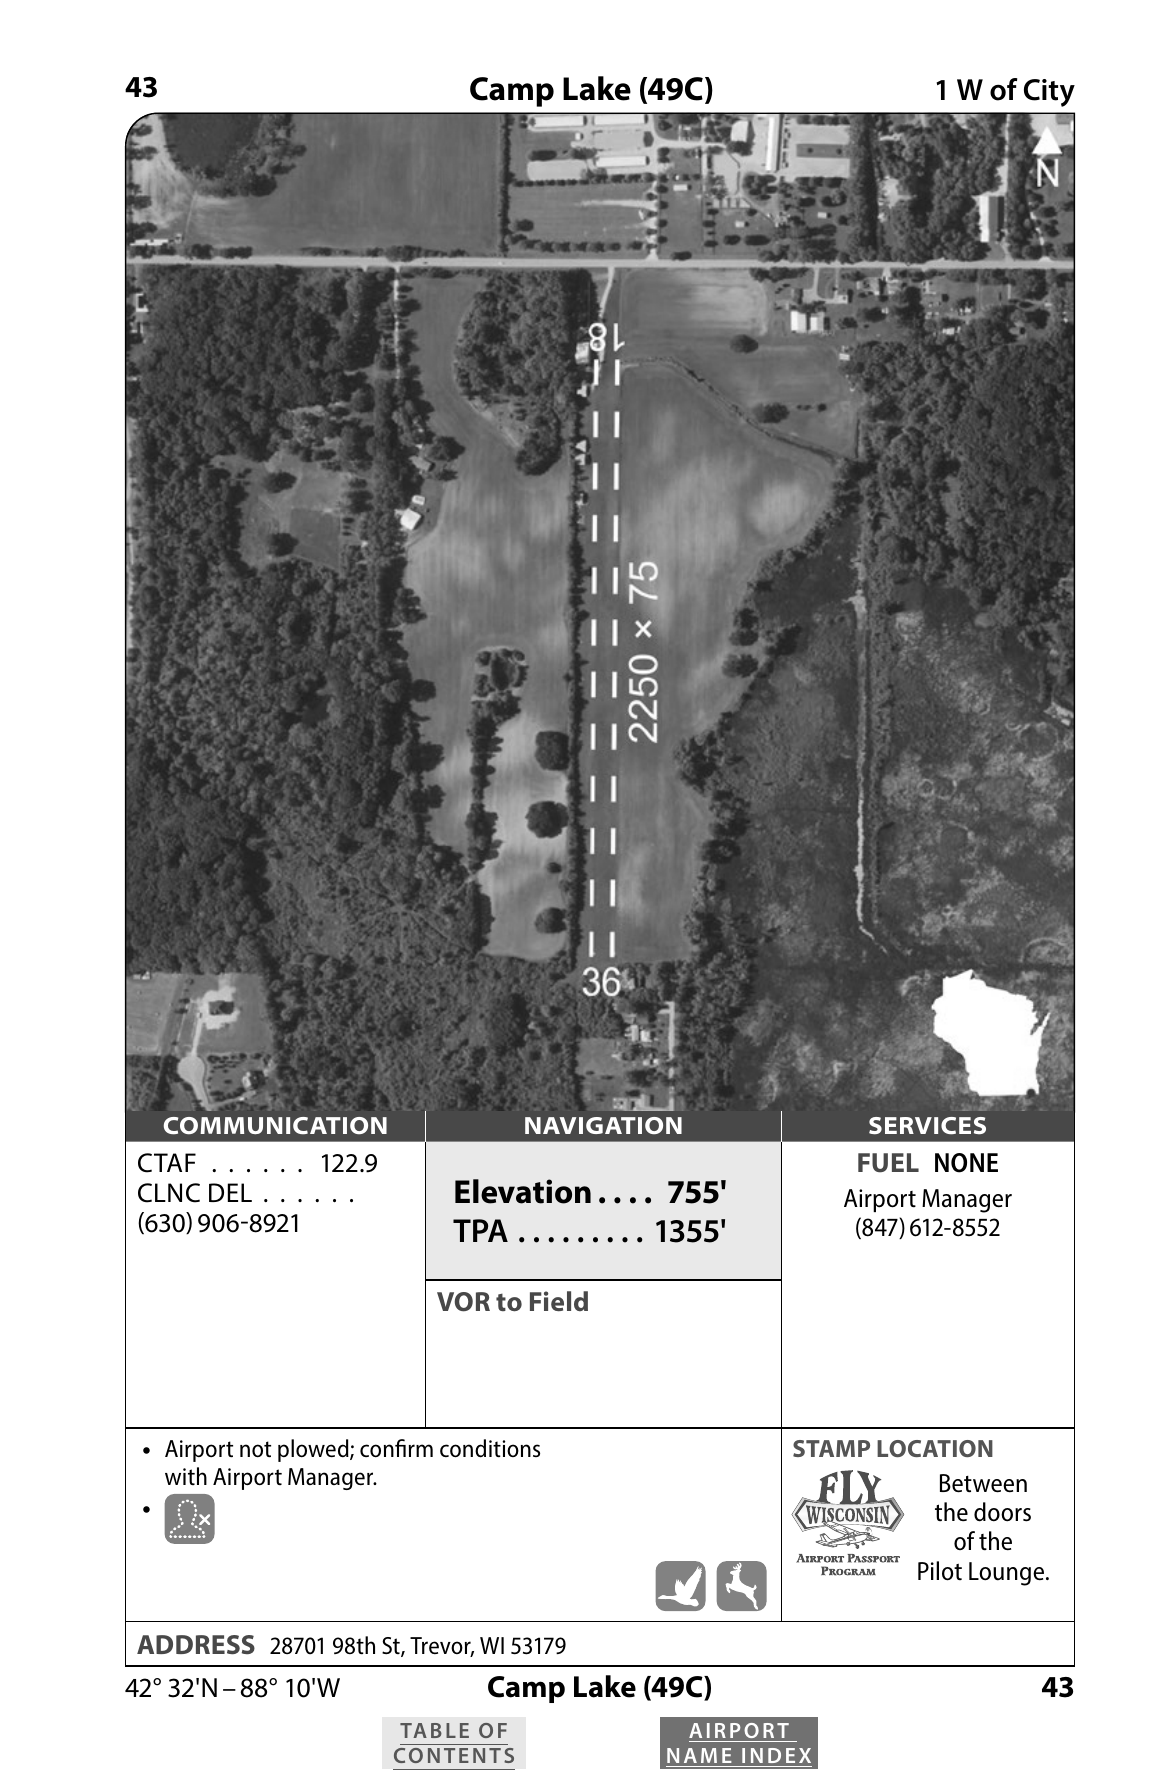 43 Camp Lake (49C) 1 W of City
N
18
2250 × 75
36
COMMUNICATION NAVIGATION SERVICES
CTAF . . . . . . 122.9
CLNC DEL . . . . . .
(630) 906-8921
Elevation . . . . 755'
TPA . . . . . . . . . 1355'
VOR to Field
FUEL NONE
Airport Manager
(847) 612-8552
• Airport not plowed; confirm conditions
with Airport Manager.
•
STAMP LOCATION
FLY
WISCONSIN
AIRPORT PASSPORT
PROGRAM
Between
the doors
of the
Pilot Lounge.
ADDRESS 28701 98th St, Trevor, WI 53179
42° 32'N – 88° 10'W Camp Lake (49C) 43
TABLE OF
CONTENTS
AIRPORT
NAME INDEX